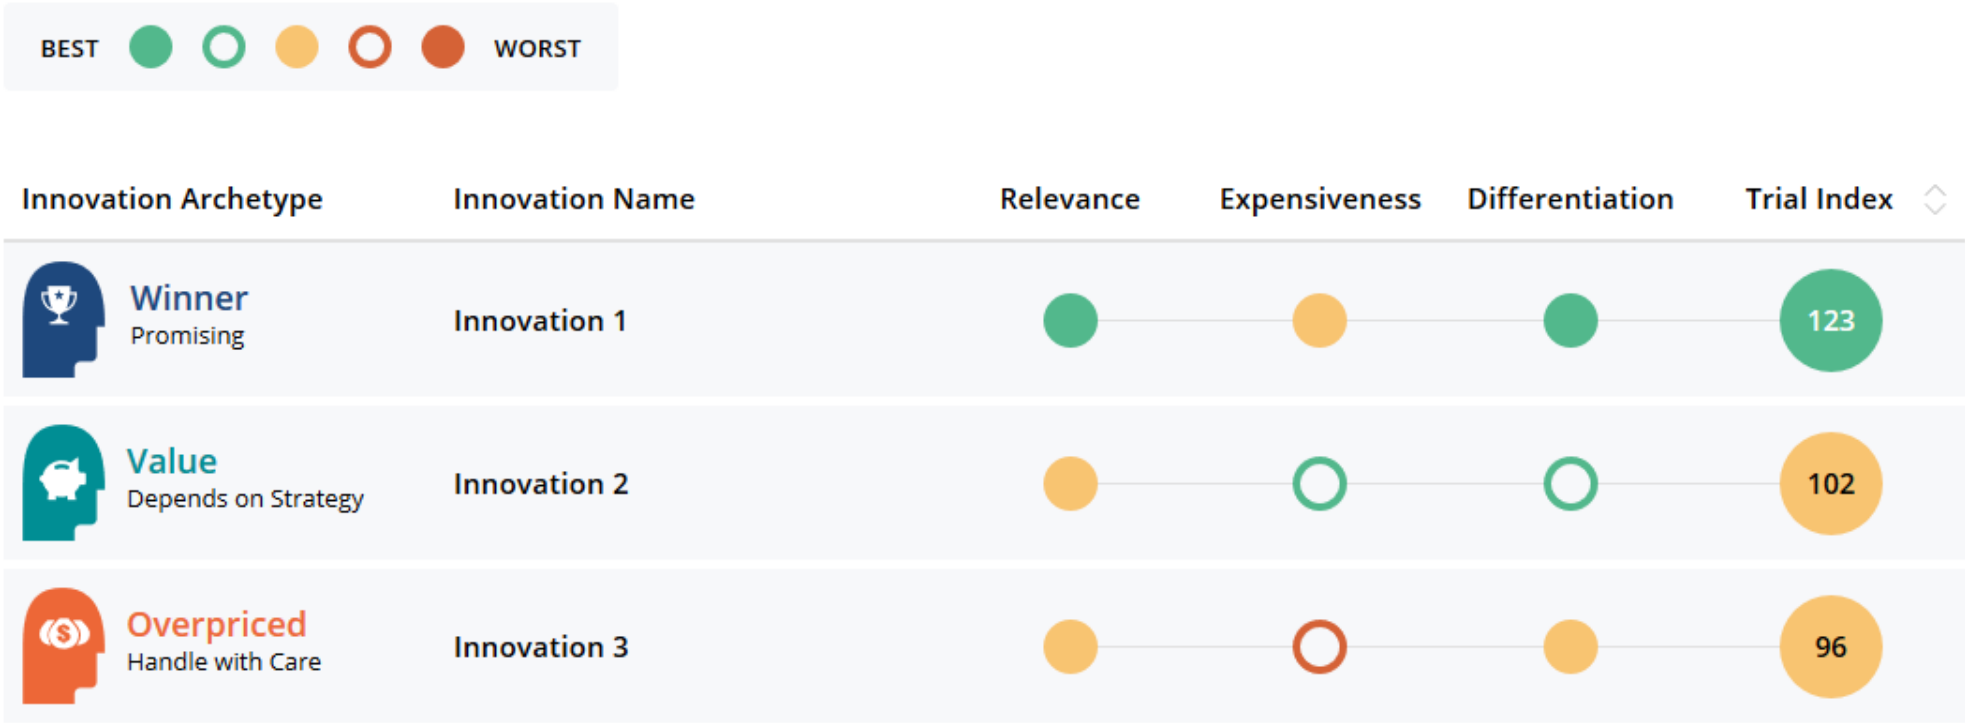 BEST WORST
Innovation Archetype Innovation Name Relevance Expensiveness Differentiation Trial Index
Winner
Promising
Innovation 1
123
Value
Depends on Strategy
Innovation 2
102
Overpriced
Handle with Care
Innovation 3
96